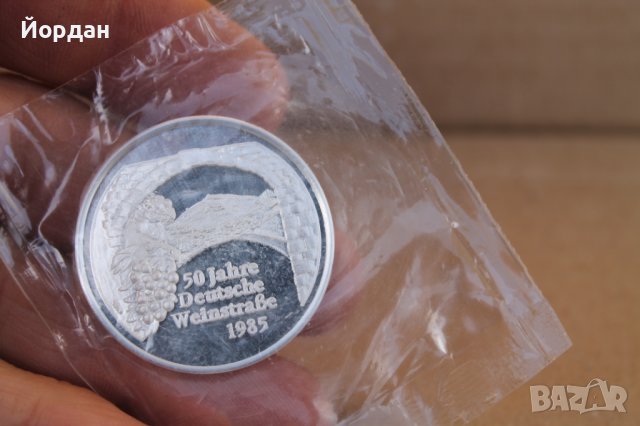 Йордан
50 Jahre
Deutsche
Weinstraße
1985
BAZAR